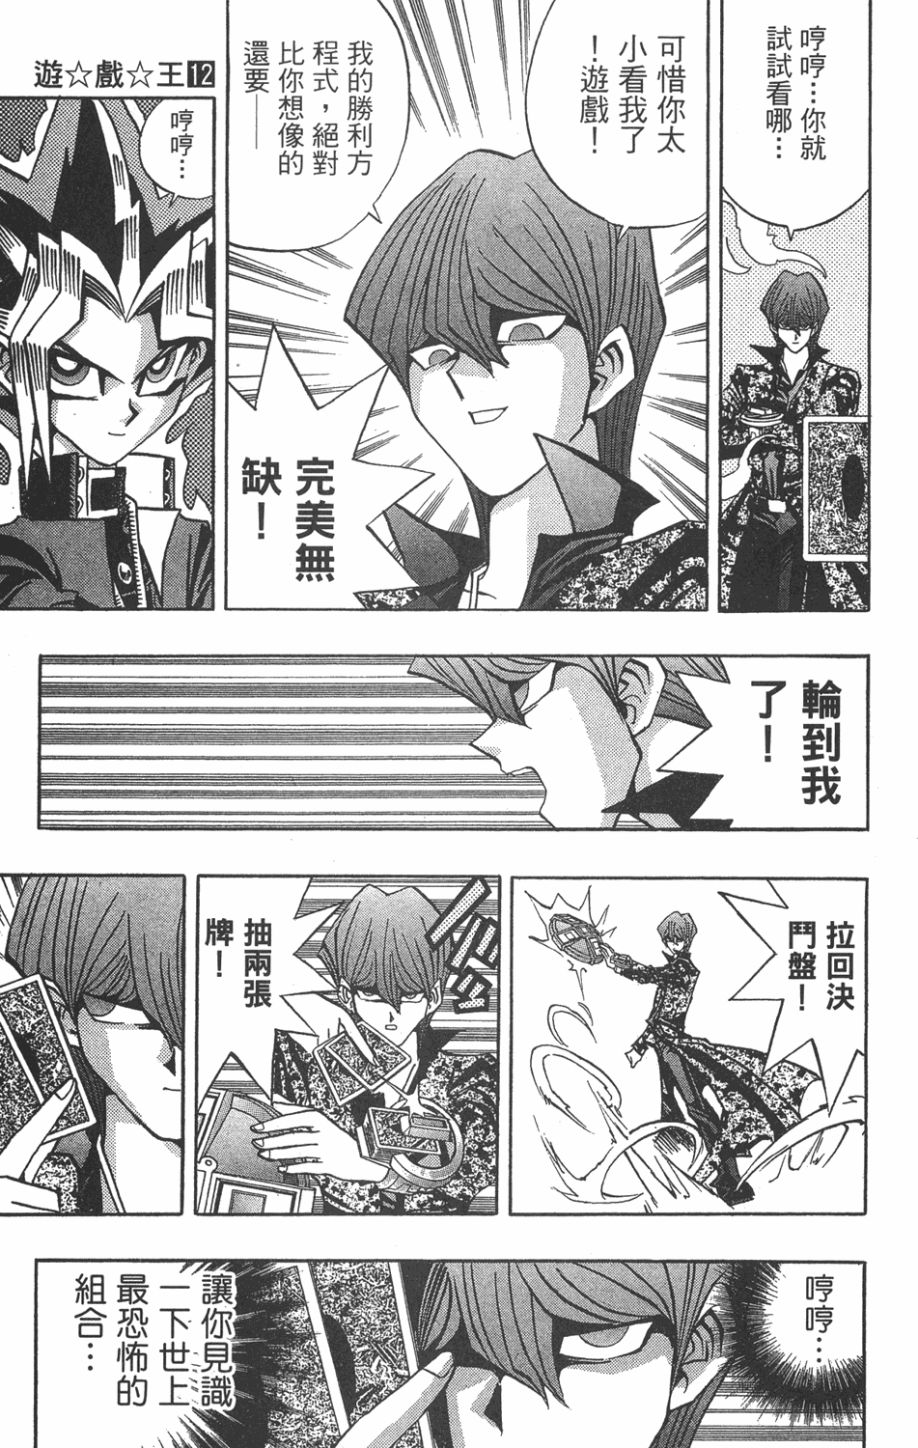 哼哼…你就
試試看哪…
可惜你太
小看我了
！遊戲！
我的勝利方
程式，絕對
比你想像的
還要——
完美無
缺！
遊☆戲☆王12
哼哼…
輪到我
了！
拉回決
鬥盤！
抽兩張
牌！
哼哼…
讓你見識
一下世上
最恐怖的
組合…